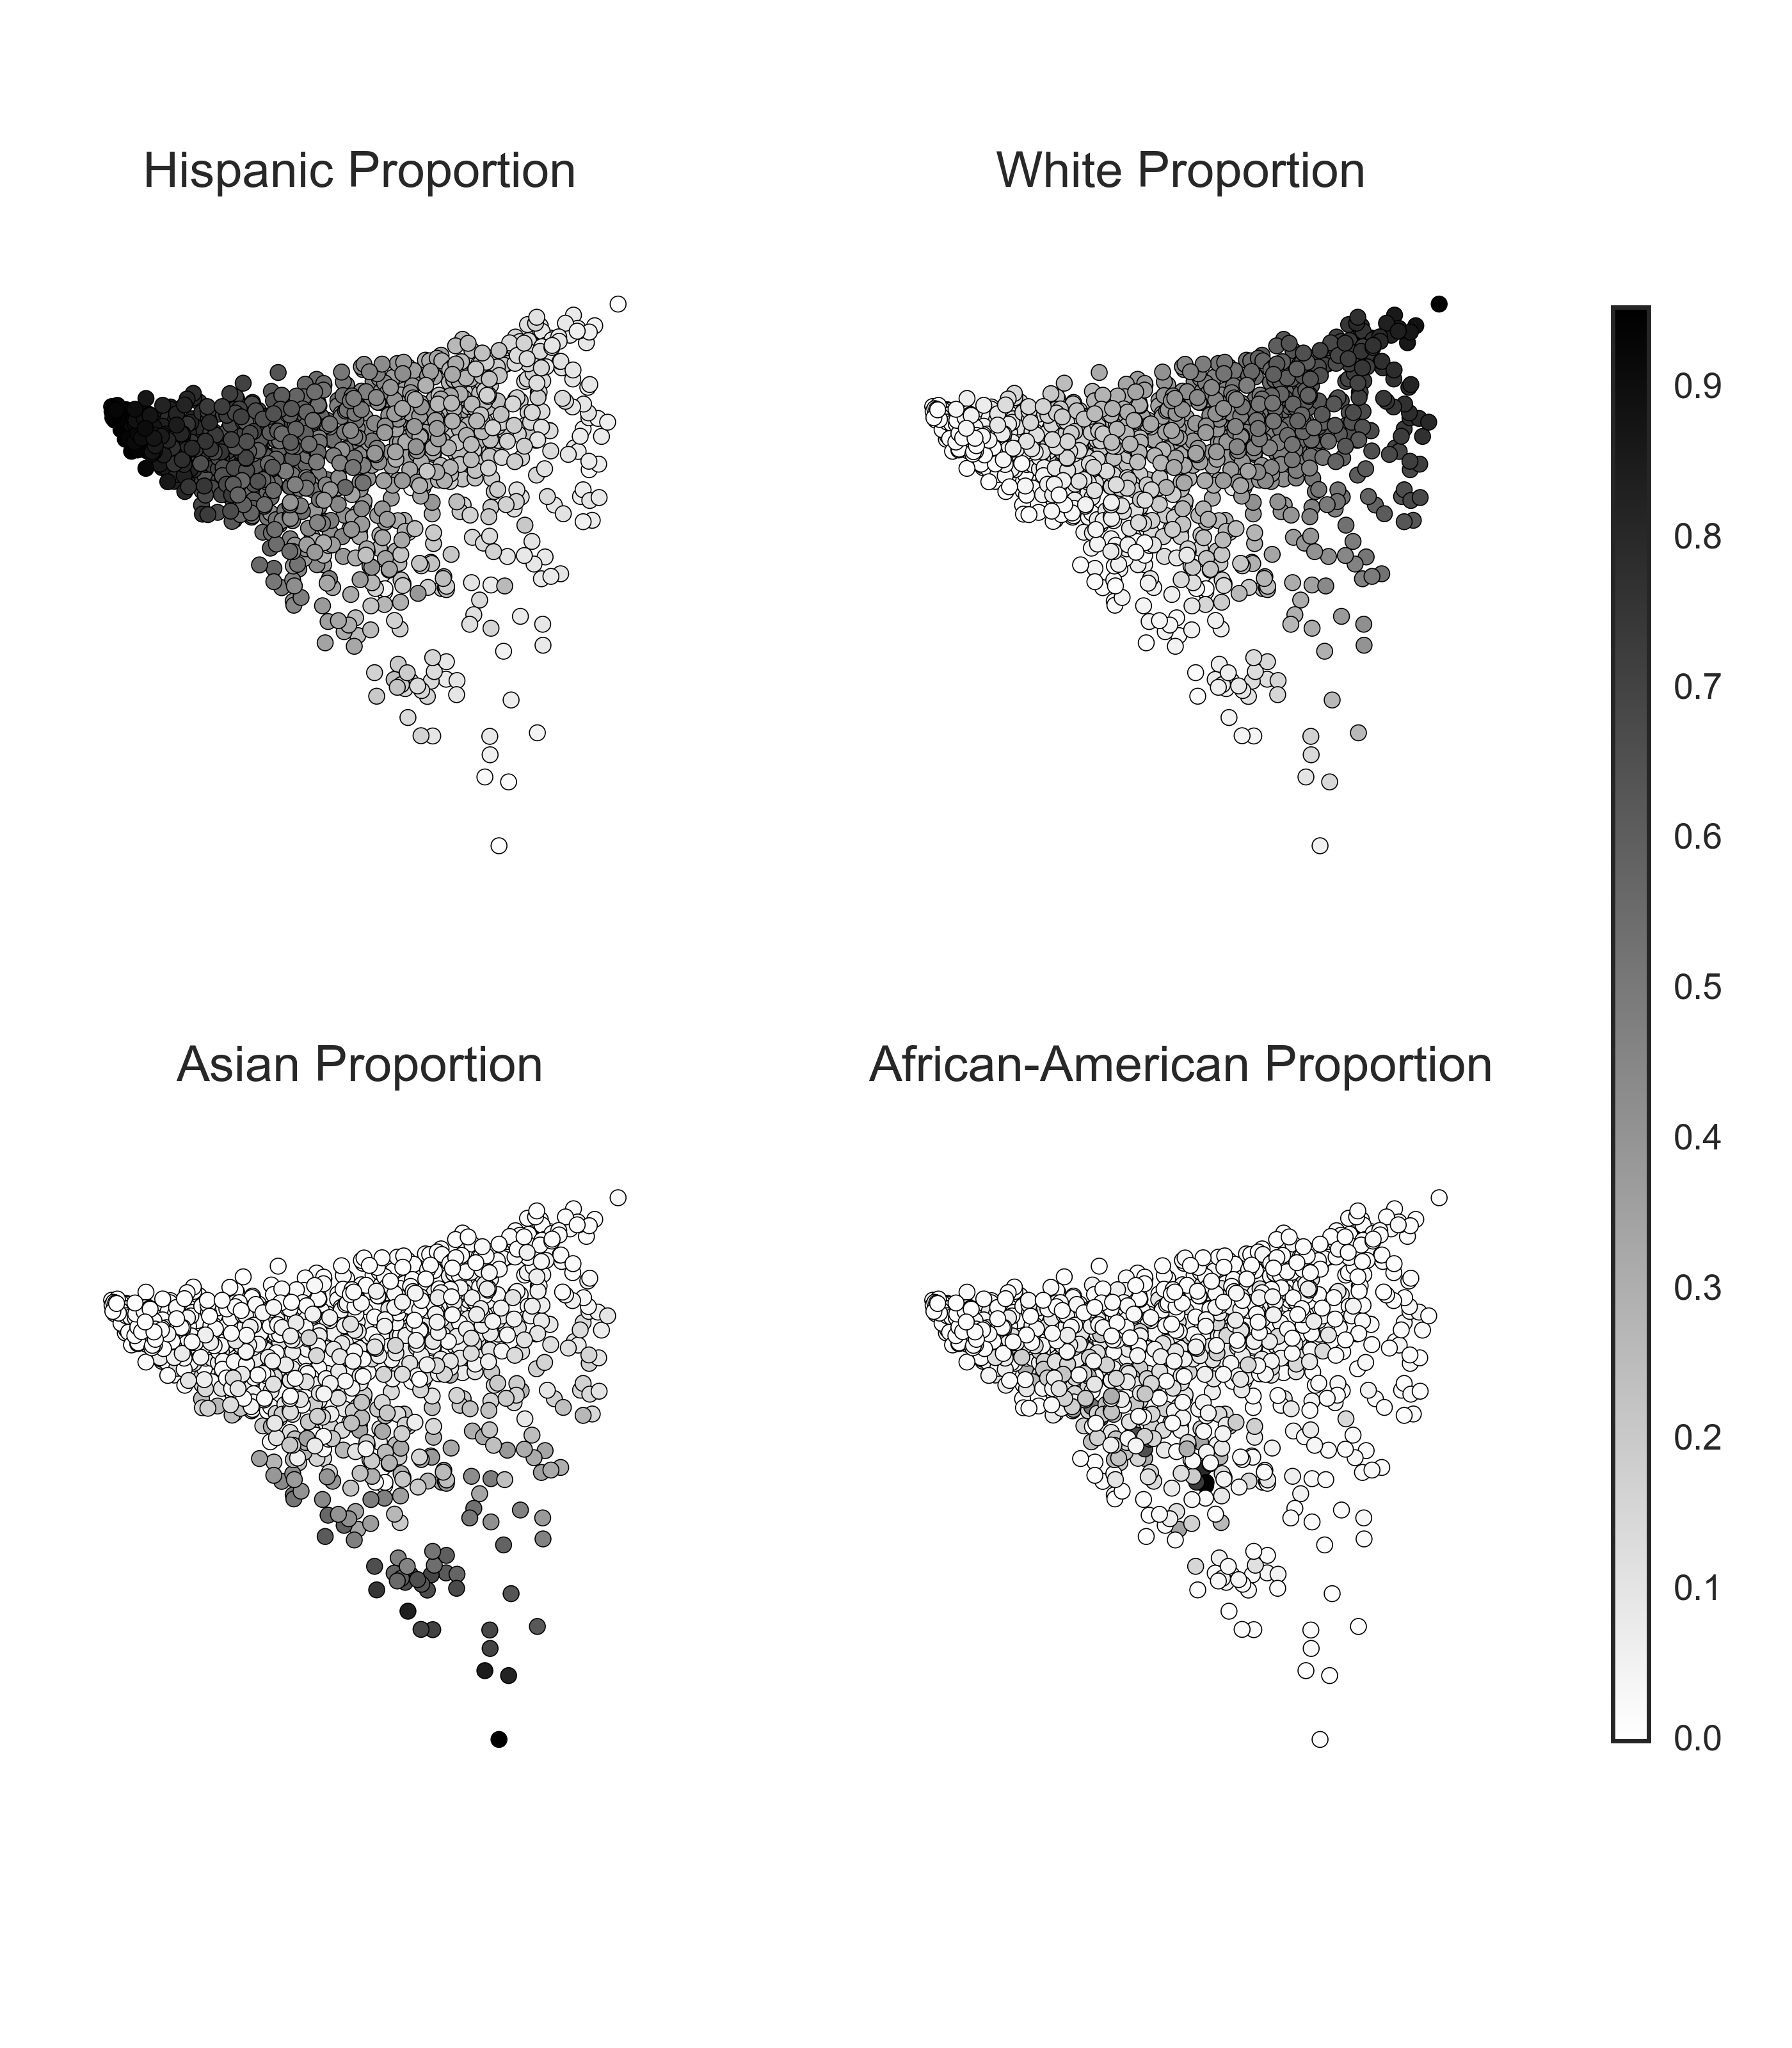 Hispanic Proportion
White Proportion
Asian Proportion
African-American Proportion
0.9
0.8
0.7
0.6
0.5
0.4
0.3
0.2
0.1
0.0